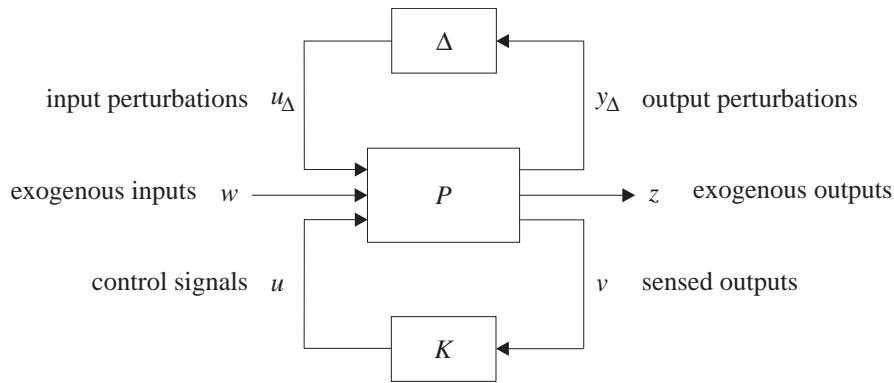 Δ
input perturbations u_Δ y_Δ output perturbations
exogenous inputs w P z exogenous outputs
control signals u v sensed outputs
K